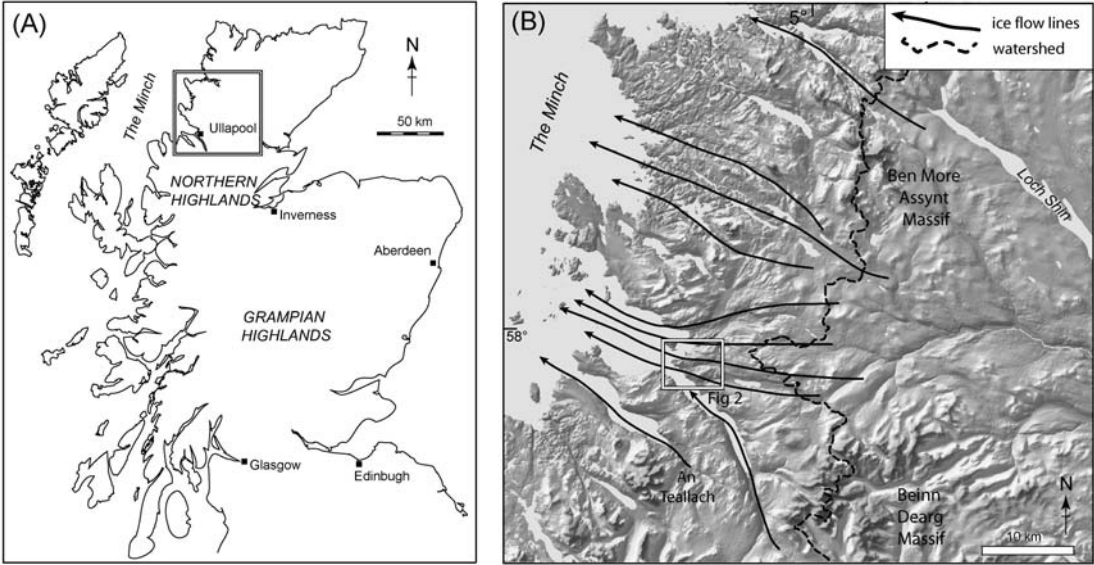 (A)
The Minch
N
50 km
Ullapool
NORTHERN
HIGHLANDS
Inverness
Aberdeen
GRAMPIAN
HIGHLANDS
Glasgow
Edinbugh
(B)
5°
ice flow lines
watershed
The Minch
Ben More
Assynt
Massif
Loch Shin
58°
Fig 2
An
Teallach
Beinn
Dearg
Massif
N
10 km